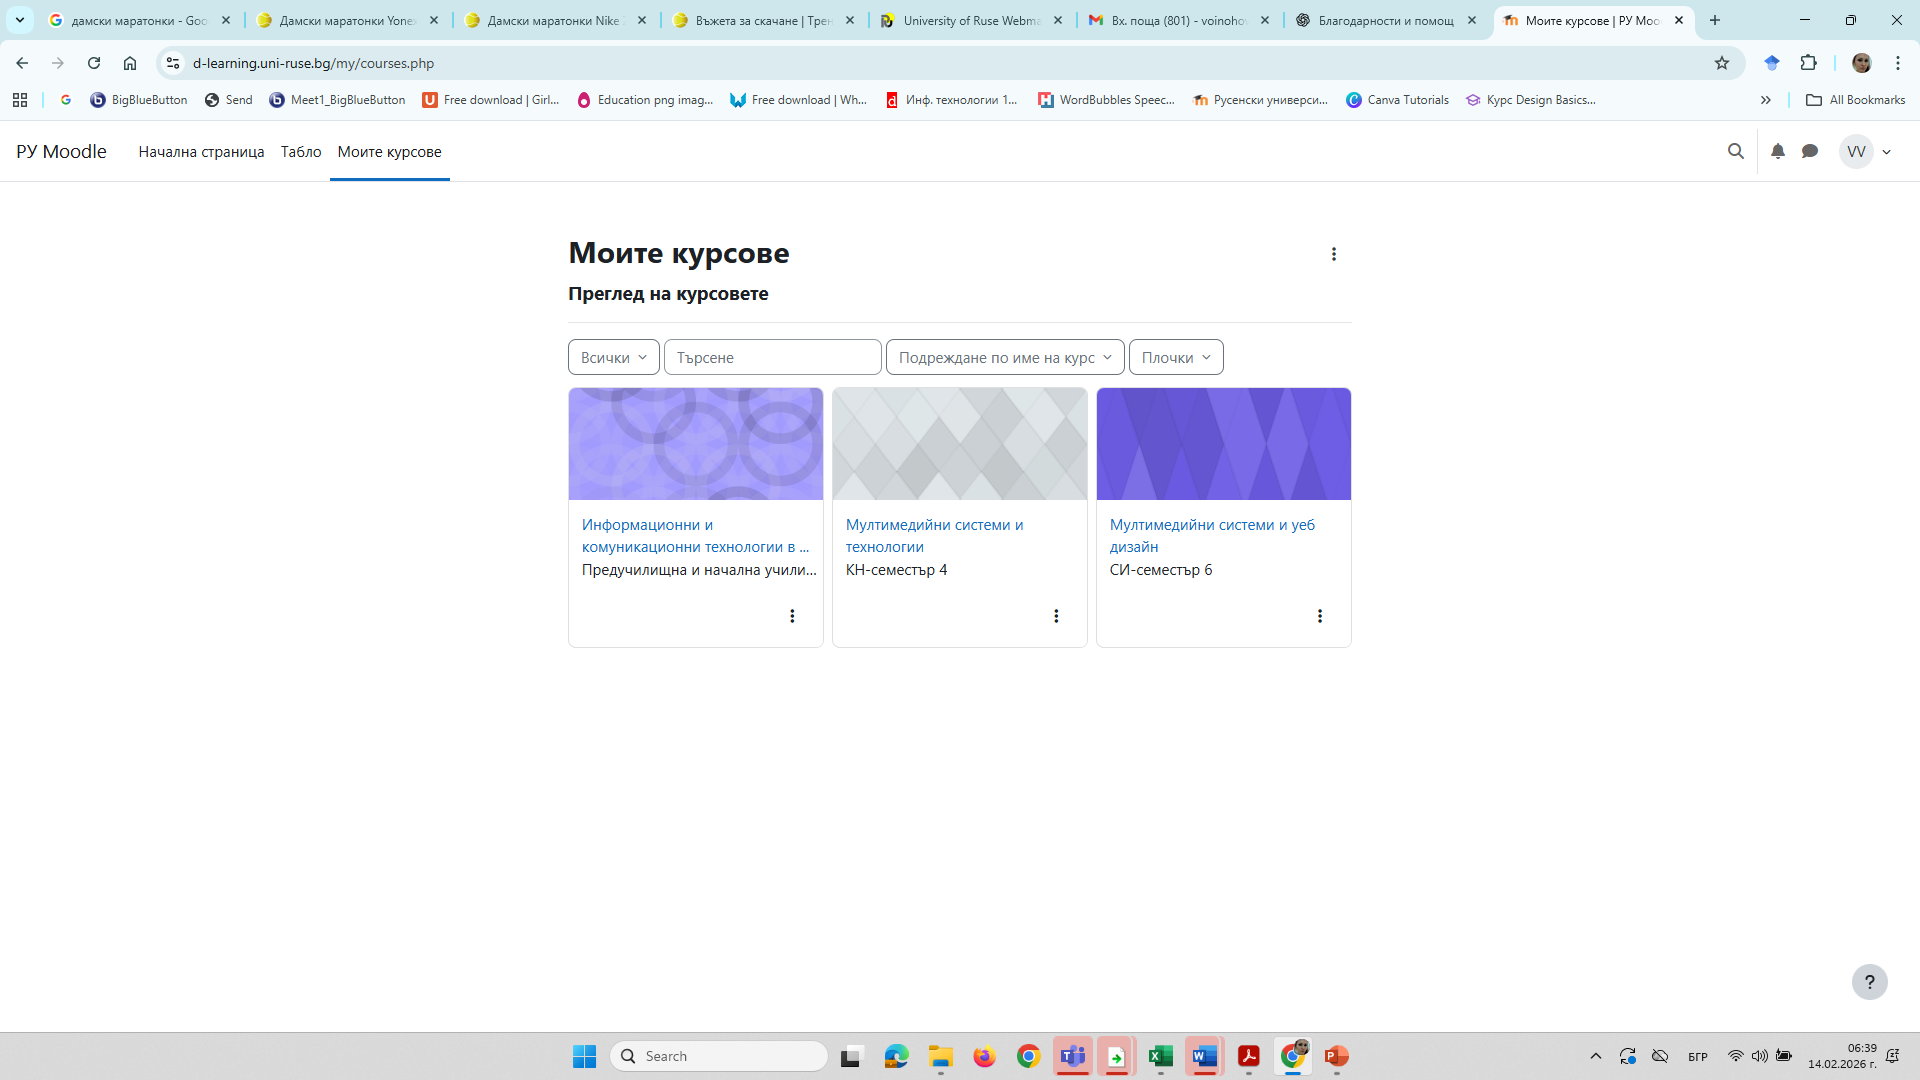 дамски маратонки - Goo
Дамски маратонки Yone
Дамски маратонки Nike
Въжета за скачане | Трен
University of Ruse Webma
Вх. поща (801) - voinoho
Благодарности и помощ
Моите курсове | РУ Moo
d-learning.uni-ruse.bg/my/courses.php
BigBlueButton
Send
Meet1_BigBlueButton
Free download | Girl...
Education png imag...
Free download | Wh...
Инф. технологии 1...
WordBubbles Speec...
Русенски универси...
Canva Tutorials
Курс Design Basics...
All Bookmarks
РУ Moodle
Начална страница
Табло
Моите курсове
VV
Моите курсове
Преглед на курсовете
Всички
Търсене
Подреждане по име на курс
Плочки
Информационни и
комуникационни технологии в ...
Предучилищна и начална учили...
Мултимедийни системи и
технологии
КН-семестър 4
Мултимедийни системи и уеб
дизайн
СИ-семестър 6
?
Search
БГР
06:39
14.02.2026 г.